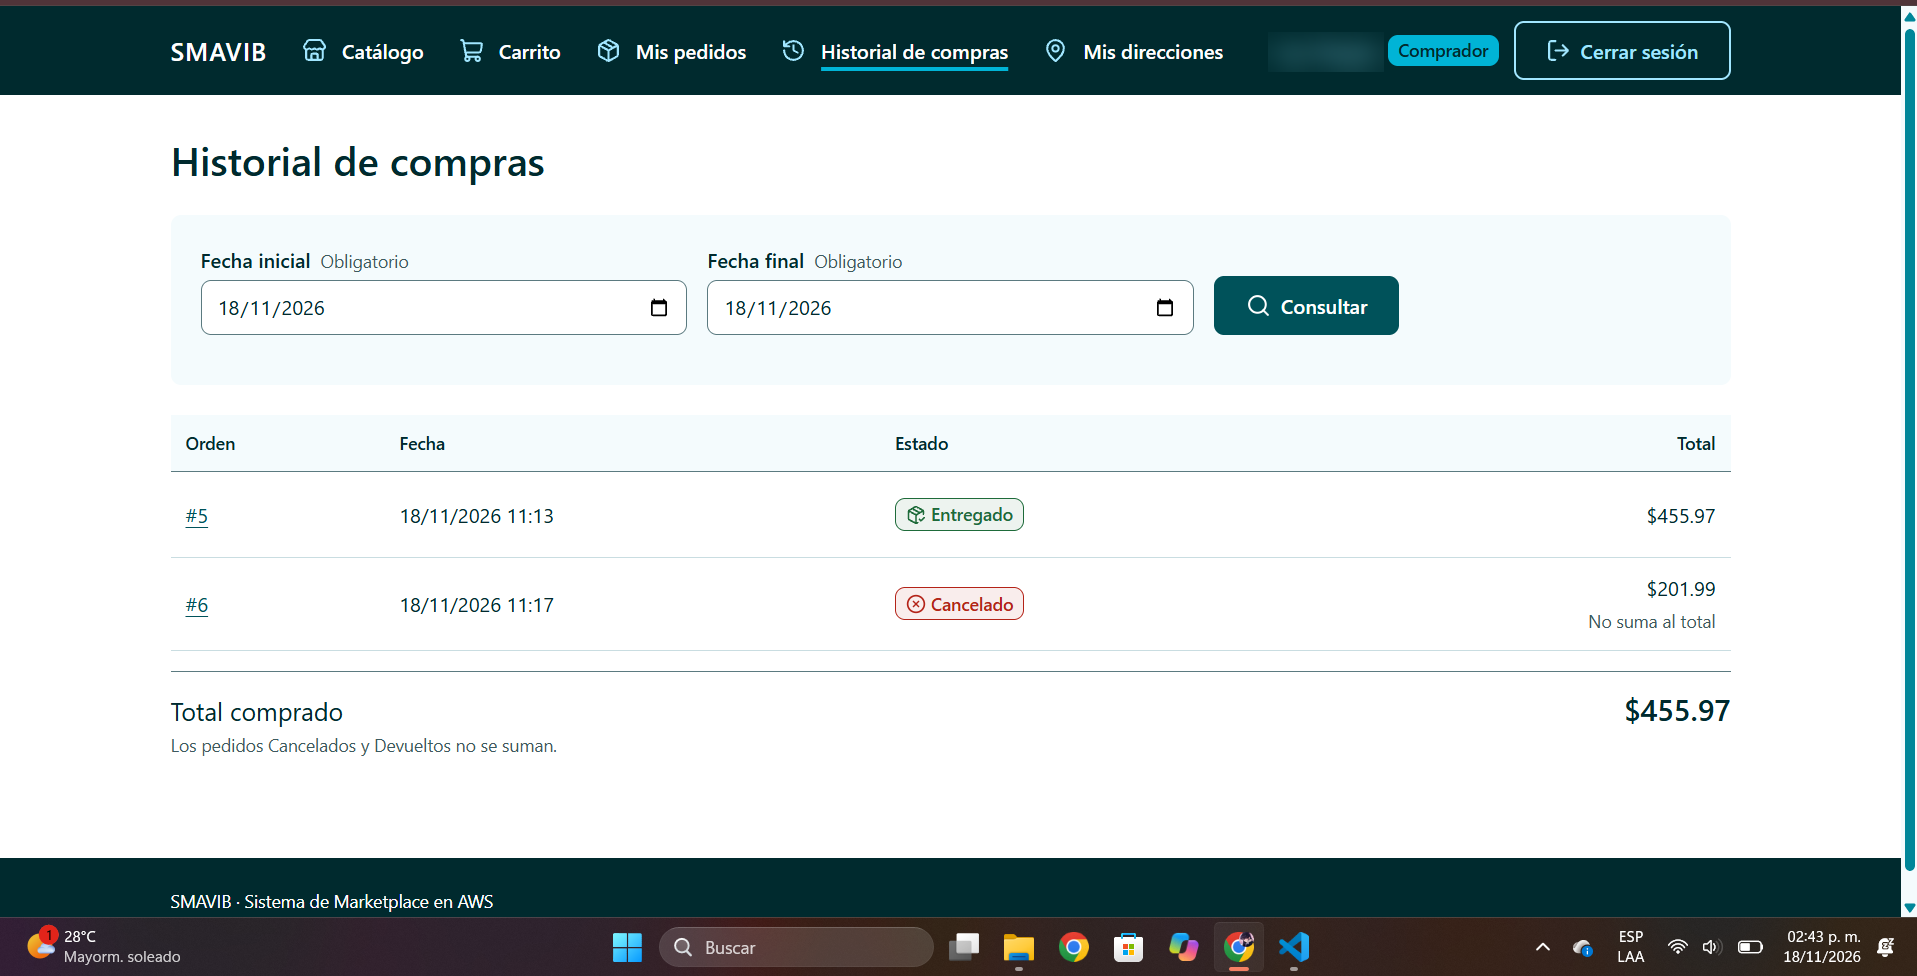 SMAVIB Catálogo Carrito Mis pedidos Historial de compras Mis direcciones Comprador Cerrar sesión
Historial de compras
Fecha inicial Obligatorio Fecha final Obligatorio
18/11/2026 18/11/2026 Consultar
Orden Fecha Estado Total
#5 18/11/2026 11:13 Entregado $455.97
#6 18/11/2026 11:17 Cancelado $201.99
No suma al total
Total comprado $455.97
Los pedidos Cancelados y Devueltos no se suman.
SMAVIB · Sistema de Marketplace en AWS
1 28°C
Mayorm. soleado
Buscar
ESP
LAA
02:43 p. m.
18/11/2026